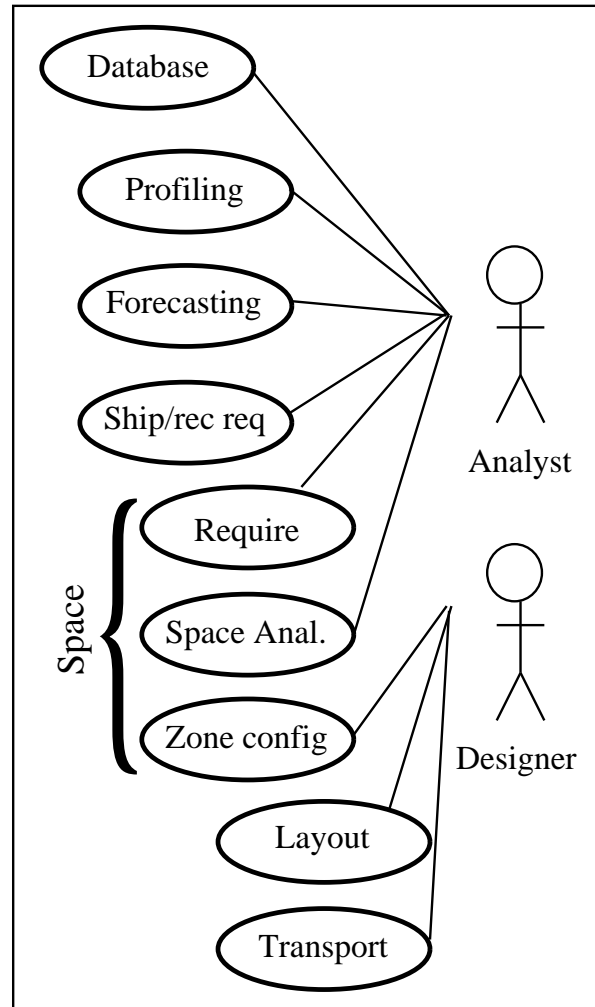 Database
Profiling
Forecasting
Ship/rec req
Analyst
Require
Space
Space Anal.
Zone config
Designer
Layout
Transport